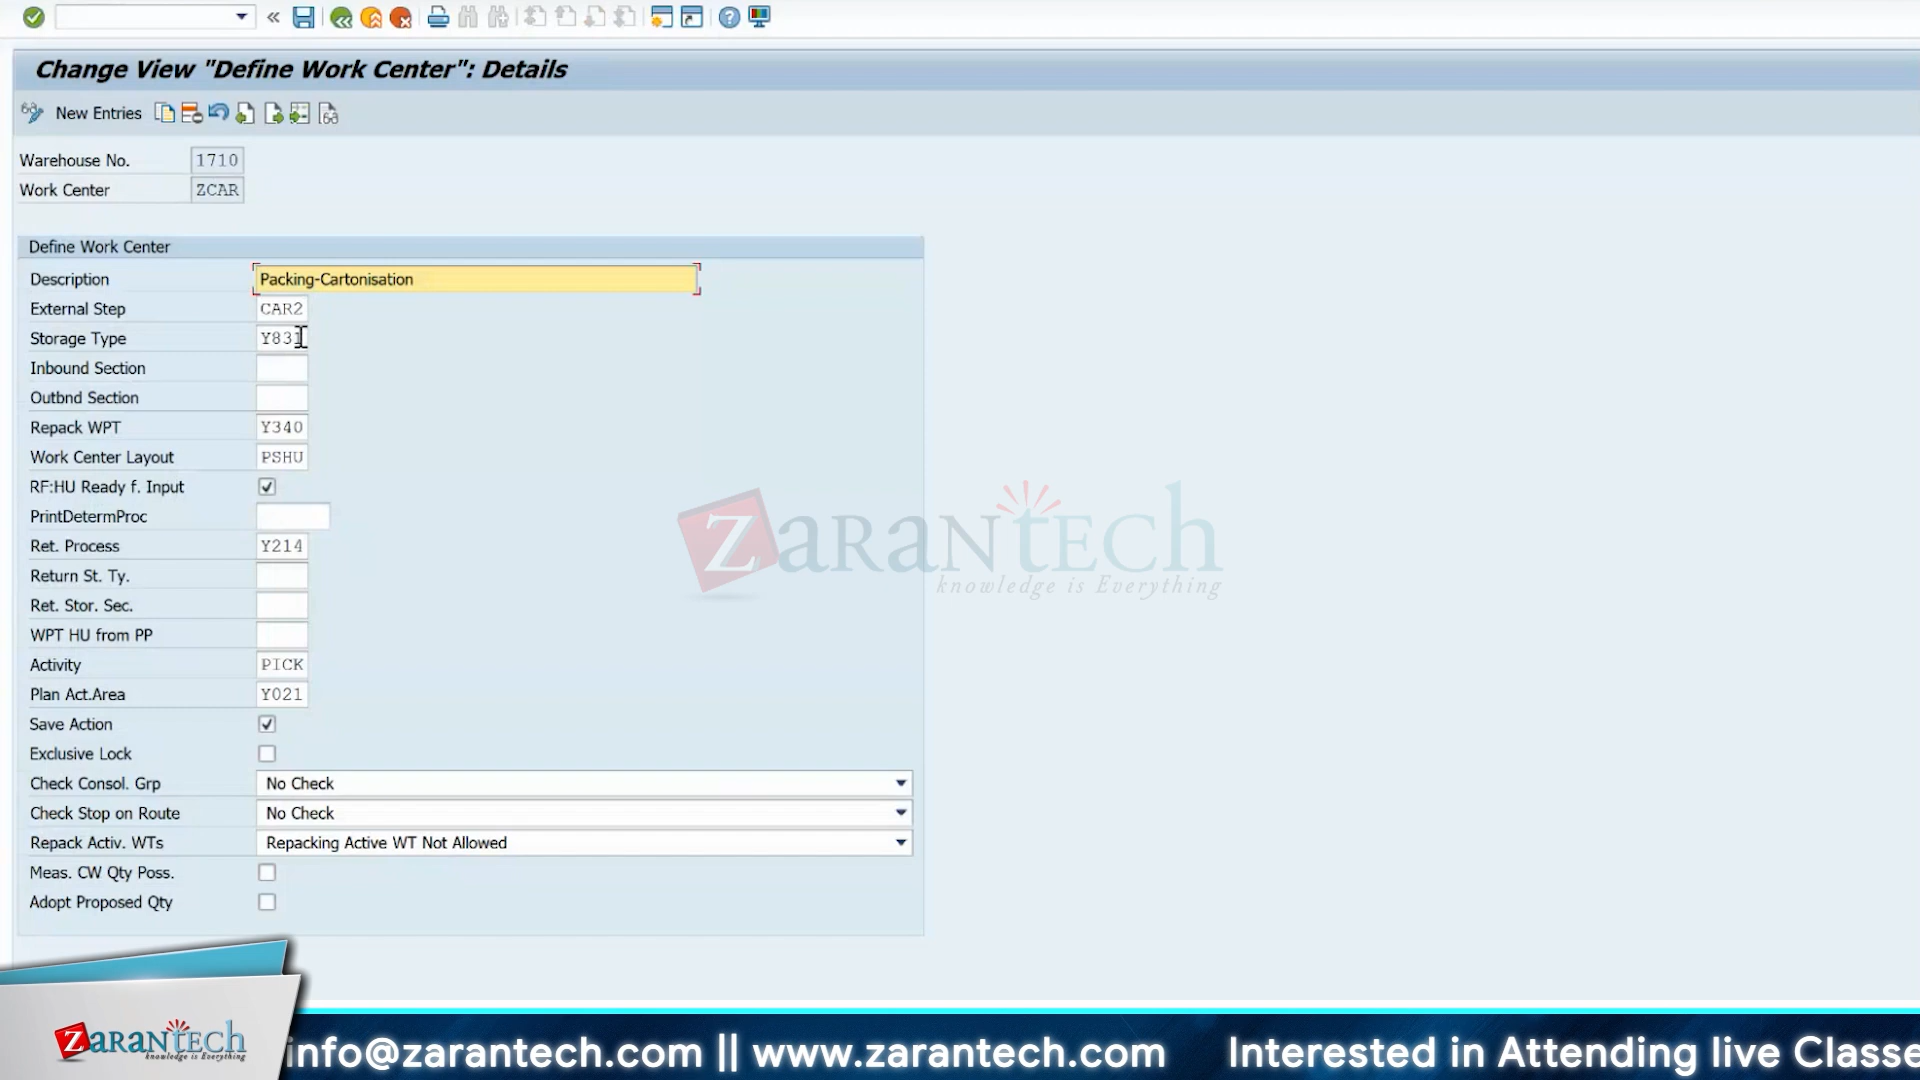 Change View "Define Work Center": Details
New Entries
Warehouse No. 1710
Work Center ZCAR
Define Work Center
Description Packing-Cartonisation
External Step CAR2
Storage Type Y831
Inbound Section
Outbnd Section
Repack WPT Y340
Work Center Layout PSHU
RF:HU Ready f. Input
PrintDetermProc
Ret. Process Y214
Return St. Ty.
Ret. Stor. Sec.
WPT HU from PP
Activity PICK
Plan Act.Area Y021
Save Action
Exclusive Lock
Check Consol. Grp No Check
Check Stop on Route No Check
Repack Activ. WTs Repacking Active WT Not Allowed
Meas. CW Qty Poss.
Adopt Proposed Qty
ZaranTech
knowledge is Everything
ZaranTech
knowledge is Everything
info@zarantech.com || www.zarantech.com Interested in Attending live Classe